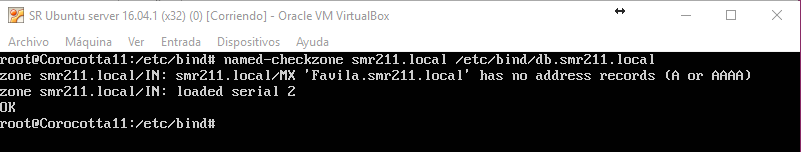 SR Ubuntu server 16.04.1 (x32) (0) [Corriendo] - Oracle VM VirtualBox
Archivo Máquina Ver Entrada Dispositivos Ayuda
root@Corocotta11:/etc/bind# named-checkzone smr211.local /etc/bind/db.smr211.local
zone smr211.local/IN: smr211.local/MX 'Favila.smr211.local' has no address records (A or AAAA)
zone smr211.local/IN: loaded serial 2
OK
root@Corocotta11:/etc/bind#